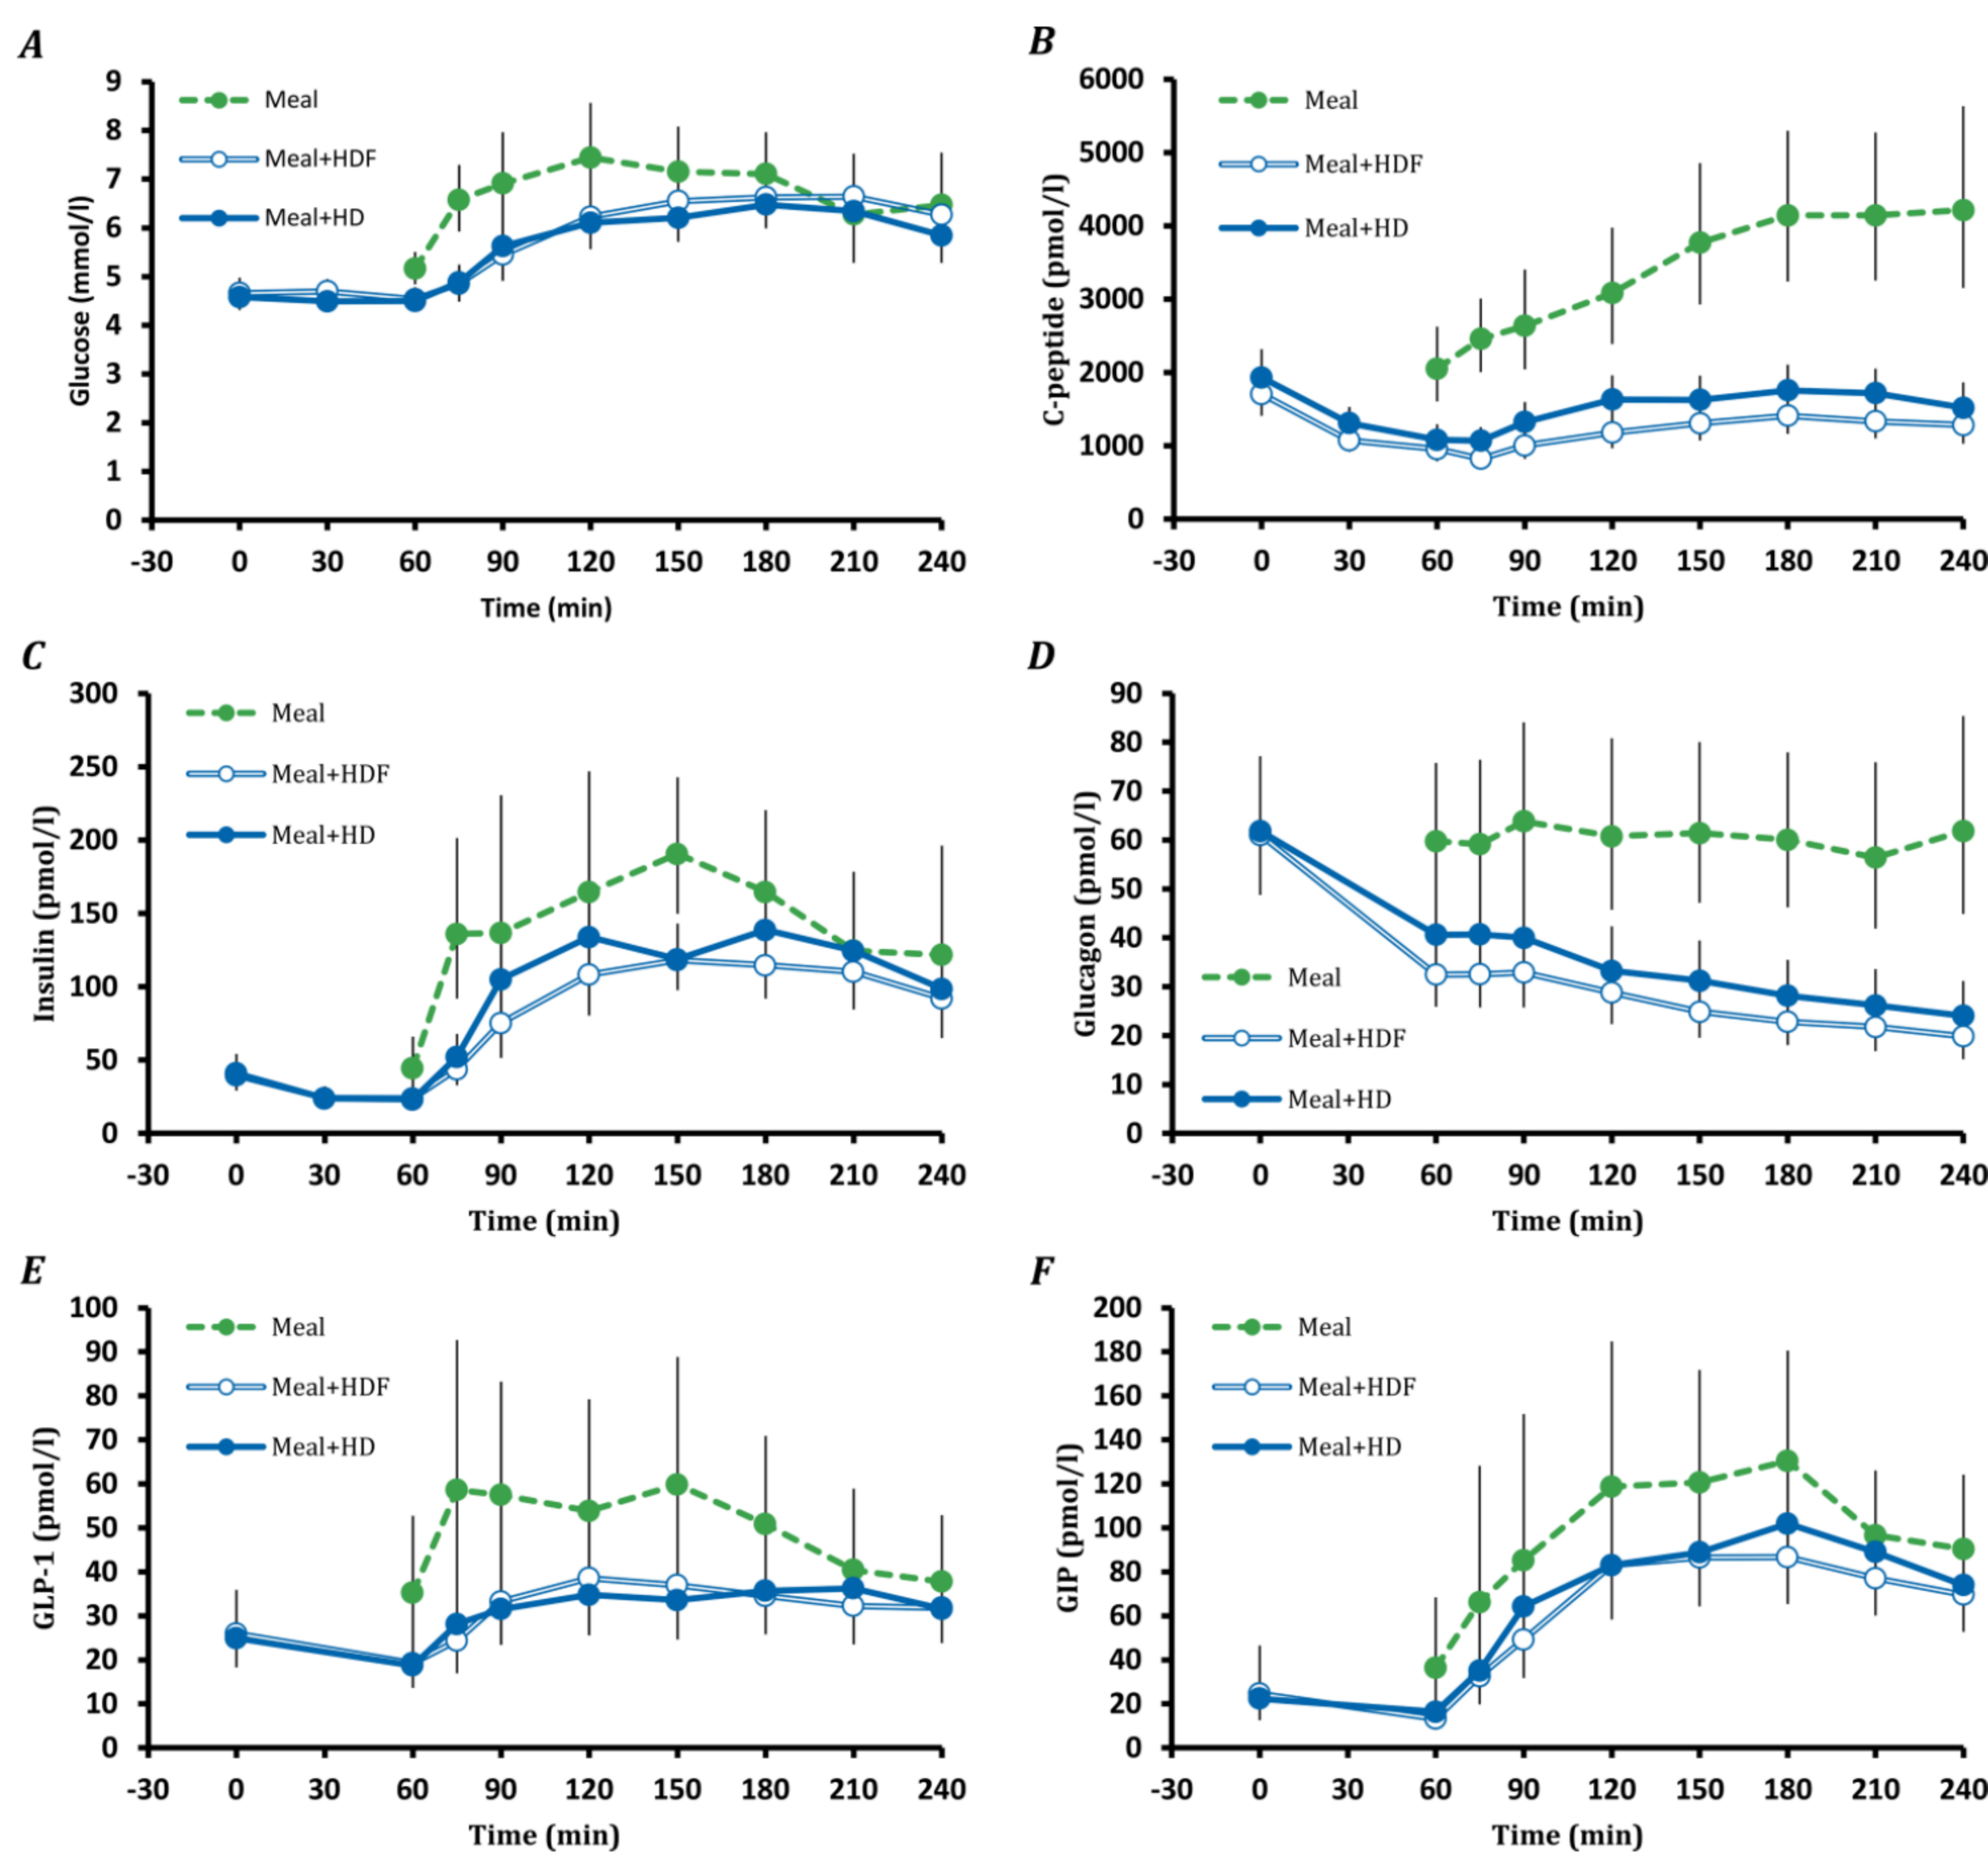 A
Glucose (mmol/l)
9
8
7
6
5
4
3
2
1
0
Meal
Meal+HDF
Meal+HD
-30 0 30 60 90 120 150 180 210 240
Time (min)
B
C-peptide (pmol/l)
6000
5000
4000
3000
2000
1000
0
Meal
Meal+HDF
Meal+HD
-30 0 30 60 90 120 150 180 210 240
Time (min)
C
Insulin (pmol/l)
300
250
200
150
100
50
0
Meal
Meal+HDF
Meal+HD
-30 0 30 60 90 120 150 180 210 240
Time (min)
D
Glucagon (pmol/l)
90
80
70
60
50
40
30
20
10
0
Meal
Meal+HDF
Meal+HD
-30 0 30 60 90 120 150 180 210 240
Time (min)
E
GLP-1 (pmol/l)
100
90
80
70
60
50
40
30
20
10
0
Meal
Meal+HDF
Meal+HD
-30 0 30 60 90 120 150 180 210 240
Time (min)
F
GIP (pmol/l)
200
180
160
140
120
100
80
60
40
20
0
Meal
Meal+HDF
Meal+HD
-30 0 30 60 90 120 150 180 210 240
Time (min)